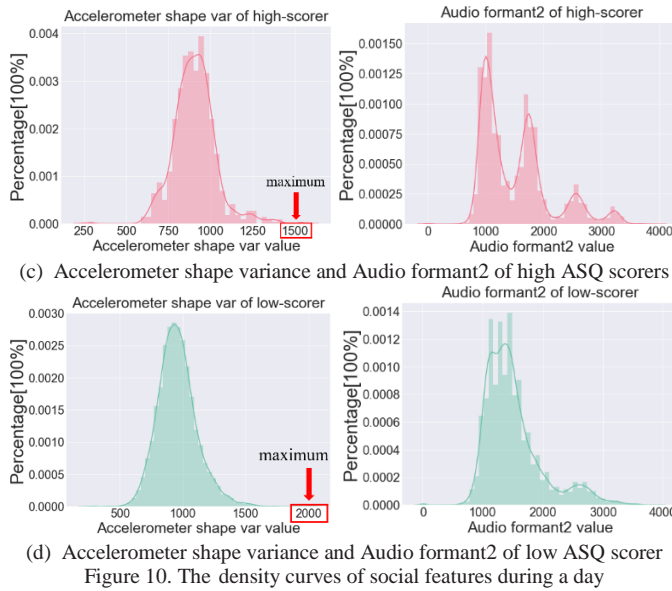 Accelerometer shape var of high-scorer
Percentage[100%]
0.004
0.003
0.002
0.001
0.000
maximum
250 500 750 1000 1250 1500
Accelerometer shape var value
Audio formant2 of high-scorer
Percentage[100%]
0.00150
0.00125
0.00100
0.00075
0.00050
0.00025
0.00000
0 1000 2000 3000 4000
Audio formant2 value
(c) Accelerometer shape variance and Audio formant2 of high ASQ scorers
Accelerometer shape var of low-scorer
Percentage[100%]
0.0030
0.0025
0.0020
0.0015
0.0010
0.0005
0.0000
maximum
500 1000 1500 2000
Accelerometer shape var value
Audio formant2 of low-scorer
Percentage[100%]
0.0014
0.0012
0.0010
0.0008
0.0006
0.0004
0.0002
0.0000
0 1000 2000 3000 4000
Audio formant2 value
(d) Accelerometer shape variance and Audio formant2 of low ASQ scorer
Figure 10. The density curves of social features during a day